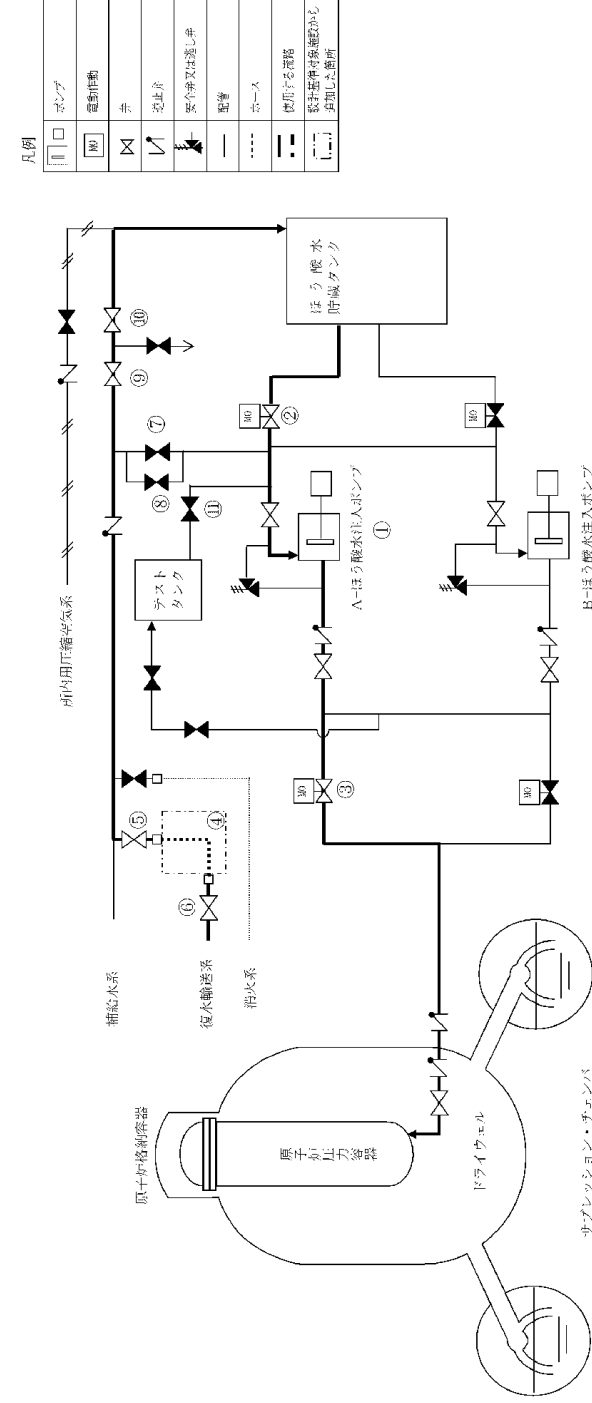 凡例
ポンプ
MO
電動作動
弁
逆止弁
安全弁又は逃し弁
配管
ホース
使用する流路
設計基準対象施設から
追加した箇所
所内用圧縮空気系
⑩
⑨
⑦
⑧
⑪
テスト
タンク
ほう酸水
貯蔵タンク
MO
②
MO
A-ほう酸水注入ポンプ
①
B-ほう酸水注入ポンプ
⑤
④
⑥
補給水系
復水輸送系
消火系
MO
③
MO
原子炉格納容器
原子炉圧力容器
ドライウェル
サプレッション・チェンバ